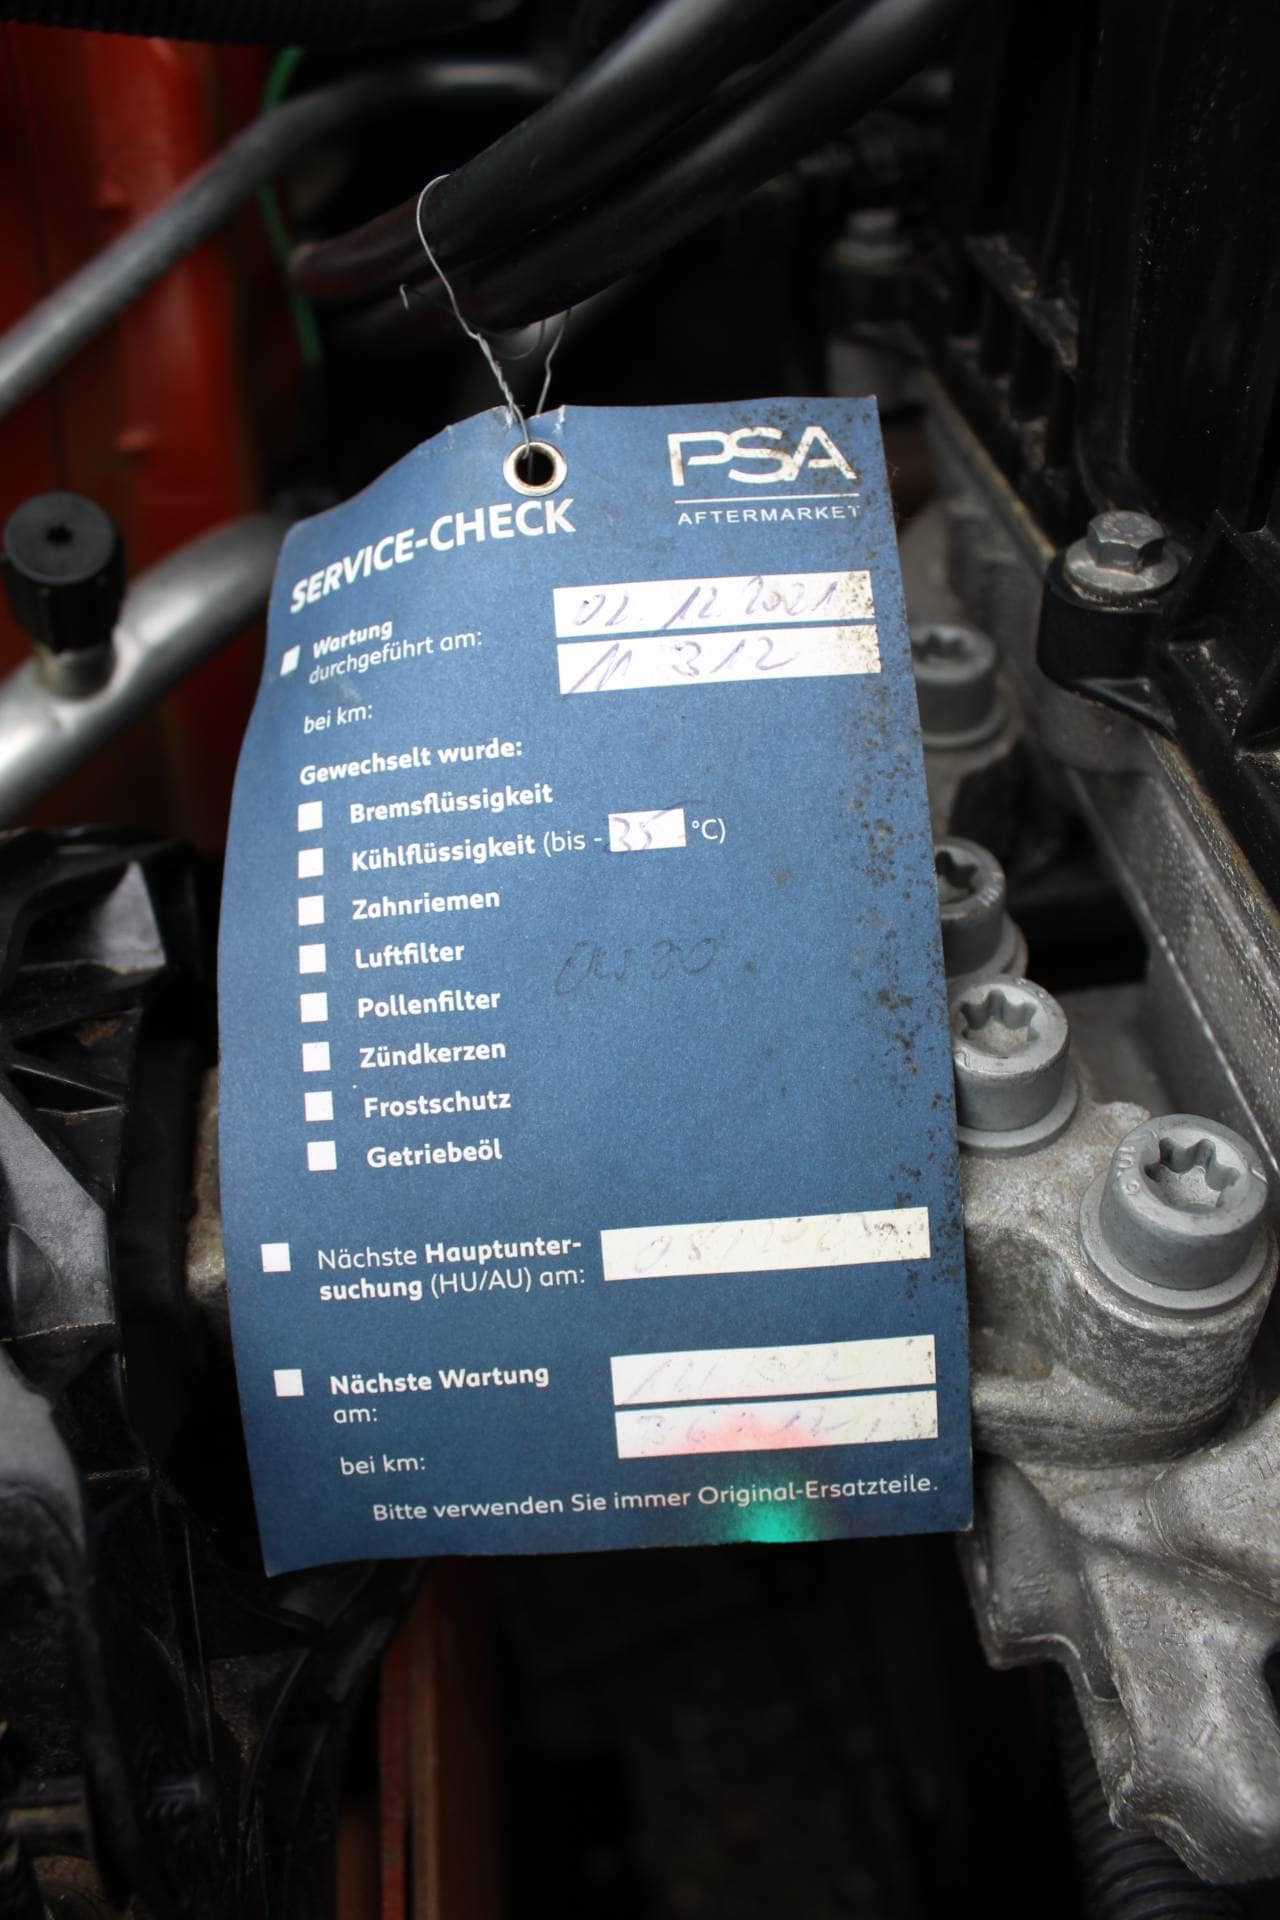 PSA
AFTERMARKET
SERVICE-CHECK
Wartung
durchgeführt am: 02.12.2021
bei km: 11 312
Gewechselt wurde:
Bremsflüssigkeit
Kühlflüssigkeit (bis - 35 °C)
Zahnriemen
Luftfilter
Pollenfilter
Zündkerzen
Frostschutz
Getriebeöl
Nächste Hauptunter-
suchung (HU/AU) am:
Nächste Wartung
am:
bei km:
Bitte verwenden Sie immer Original-Ersatzteile.